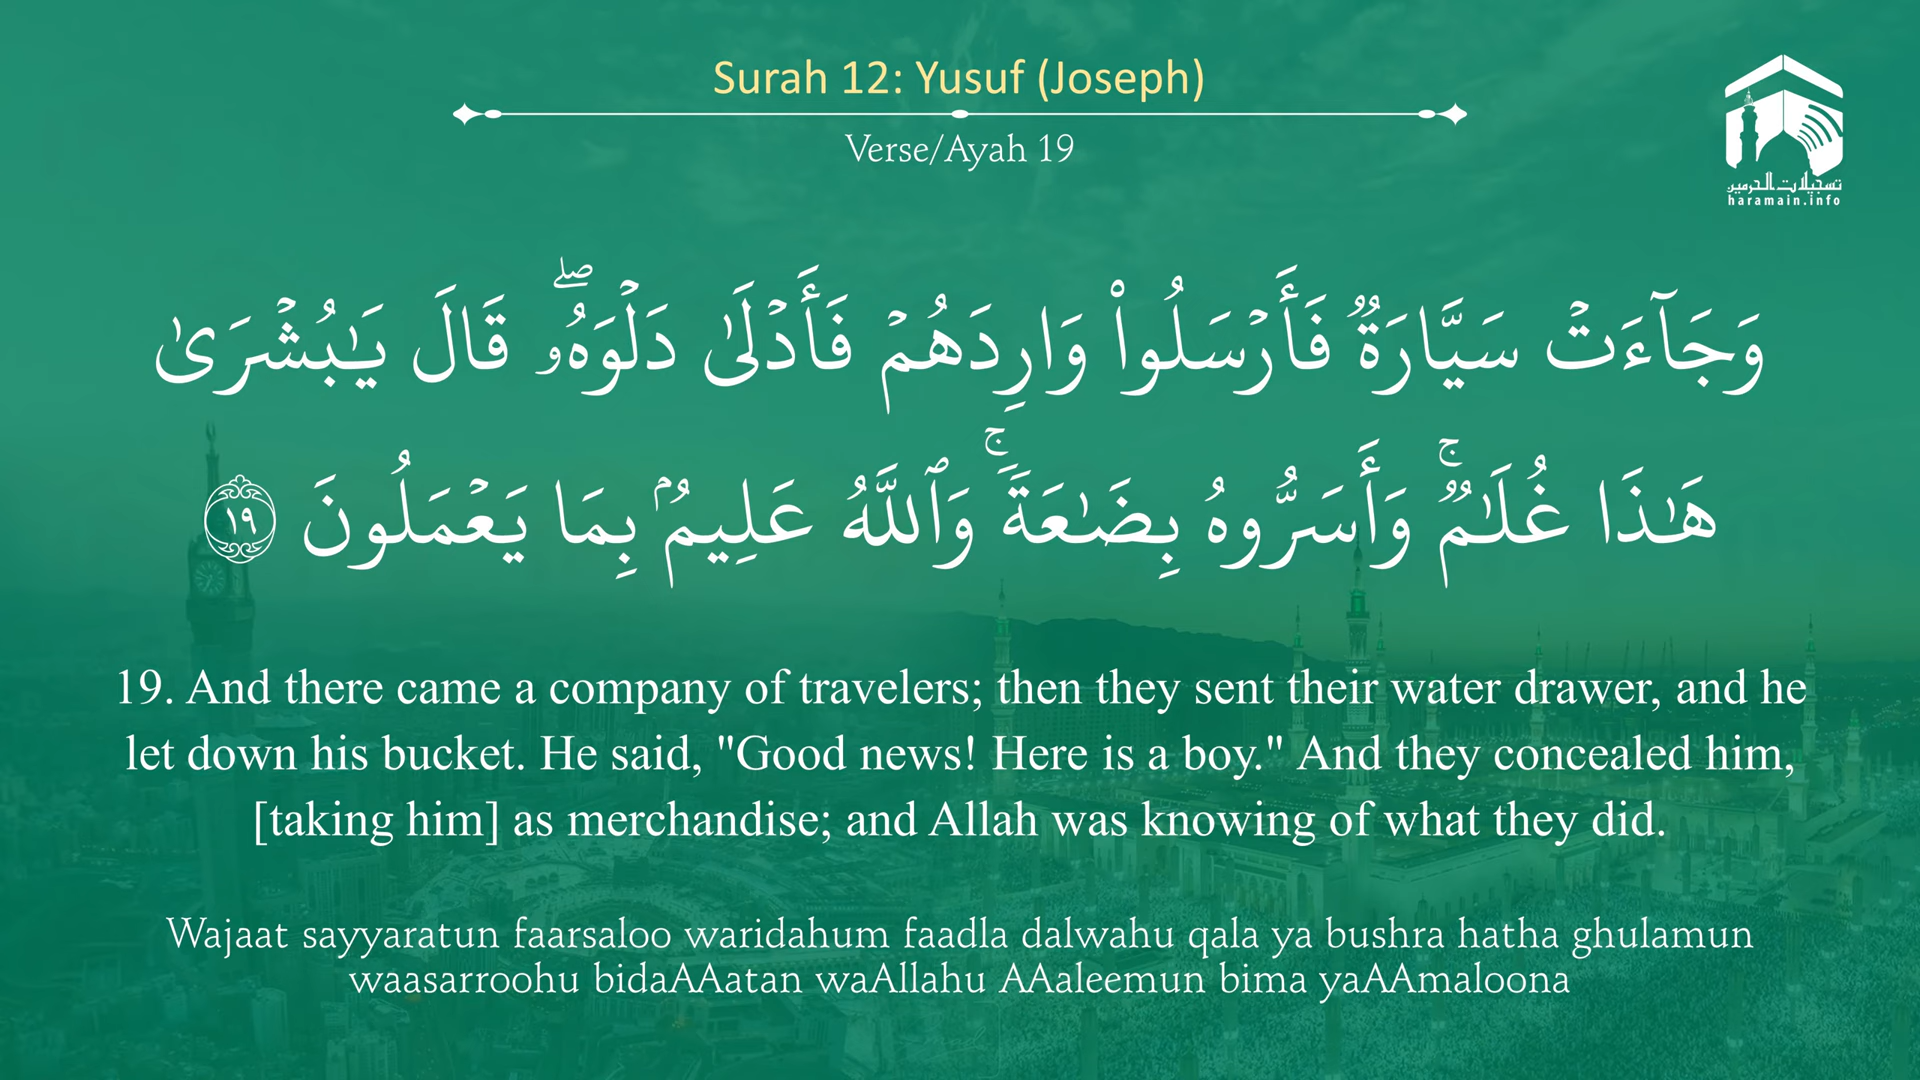 Surah 12: Yusuf (Joseph)
Verse/Ayah 19
تسجيلات الحرمين
haramain.info
وَجَآءَتۡ سَيَّارَةٞ فَأَرۡسَلُواْ وَارِدَهُمۡ فَأَدۡلَىٰ دَلۡوَهُۥۖ قَالَ يَٰبُشۡرَىٰ
هَٰذَا غُلَٰمٞۚ وَأَسَرُّوهُ بِضَٰعَةٗۚ وَٱللَّهُ عَلِيمُۢ بِمَا يَعۡمَلُونَ ١٩
19. And there came a company of travelers; then they sent their water drawer, and he
let down his bucket. He said, "Good news! Here is a boy." And they concealed him,
[taking him] as merchandise; and Allah was knowing of what they did.
Wajaat sayyaratun faarsaloo waridahum faadla dalwahu qala ya bushra hatha ghulamun
waasarroohu bidaAAatan waAllahu AAaleemun bima yaAAmaloona